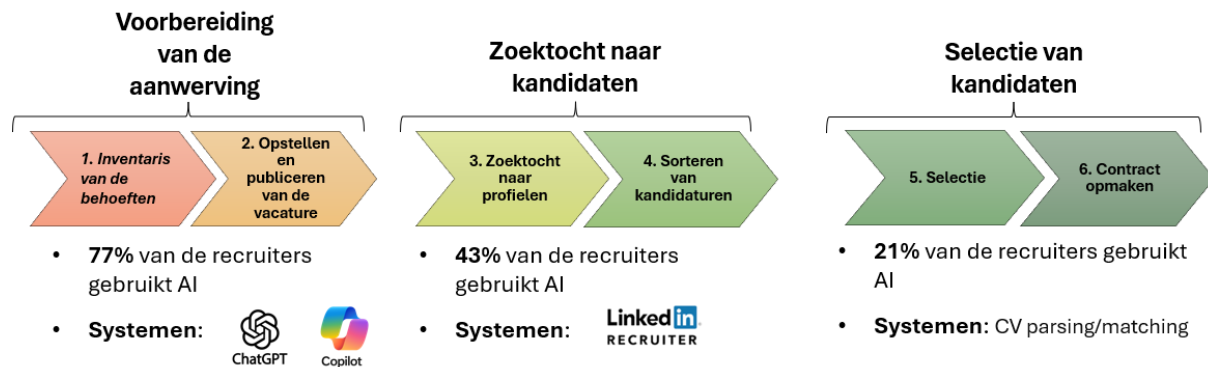 Voorbereiding
van de
aanwerving
1. Inventaris
van de
behoeften
2. Opstellen
en
publiceren
van de
vacature
• 77% van de recruiters
gebruikt AI
• Systemen:
ChatGPT
Copilot
Zoektocht naar
kandidaten
3. Zoektocht
naar
profielen
4. Sorteren
van
kandidaturen
• 43% van de recruiters
gebruikt AI
• Systemen:
Linked in
RECRUITER
Selectie van
kandidaten
5. Selectie
6. Contract
opmaken
• 21% van de recruiters gebruikt
AI
• Systemen: CV parsing/matching